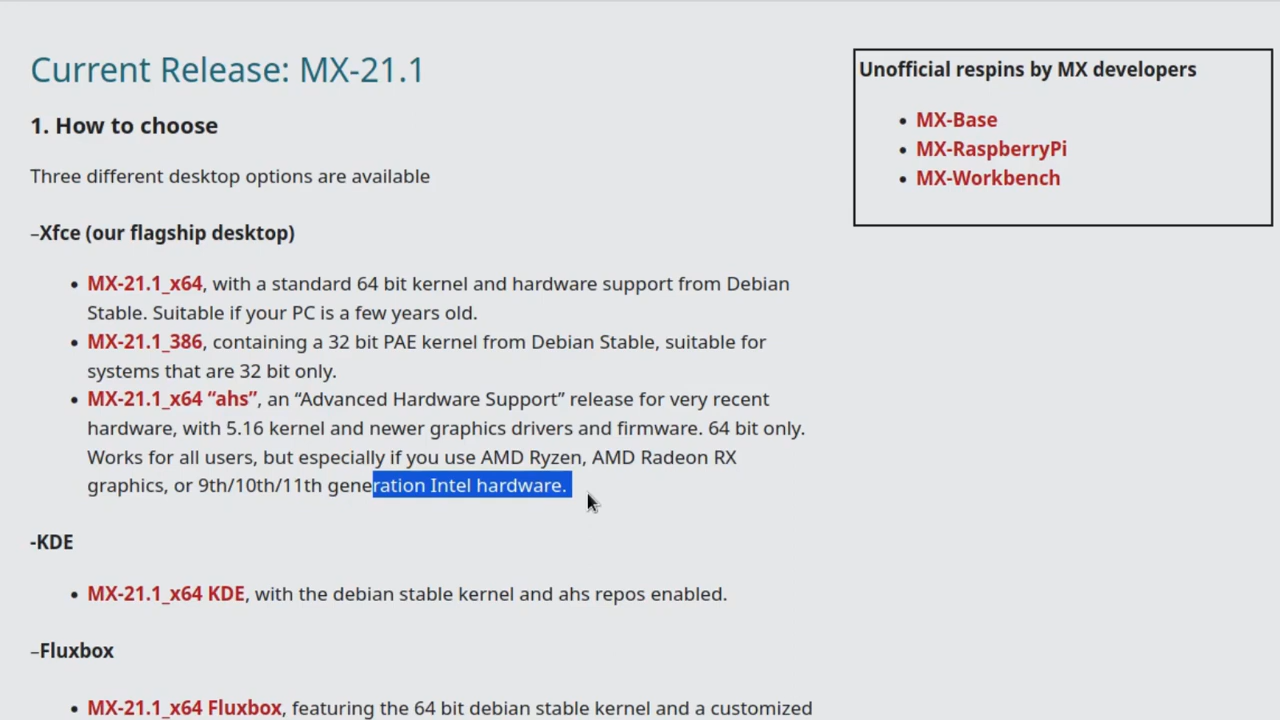 Current Release: MX-21.1
1. How to choose
Three different desktop options are available
–Xfce (our flagship desktop)
• MX-21.1_x64, with a standard 64 bit kernel and hardware support from Debian
Stable. Suitable if your PC is a few years old.
• MX-21.1_386, containing a 32 bit PAE kernel from Debian Stable, suitable for
systems that are 32 bit only.
• MX-21.1_x64 “ahs”, an “Advanced Hardware Support” release for very recent
hardware, with 5.16 kernel and newer graphics drivers and firmware. 64 bit only.
Works for all users, but especially if you use AMD Ryzen, AMD Radeon RX
graphics, or 9th/10th/11th generation Intel hardware.
-KDE
• MX-21.1_x64 KDE, with the debian stable kernel and ahs repos enabled.
–Fluxbox
• MX-21.1_x64 Fluxbox, featuring the 64 bit debian stable kernel and a customized
Unofficial respins by MX developers
• MX-Base
• MX-RaspberryPi
• MX-Workbench